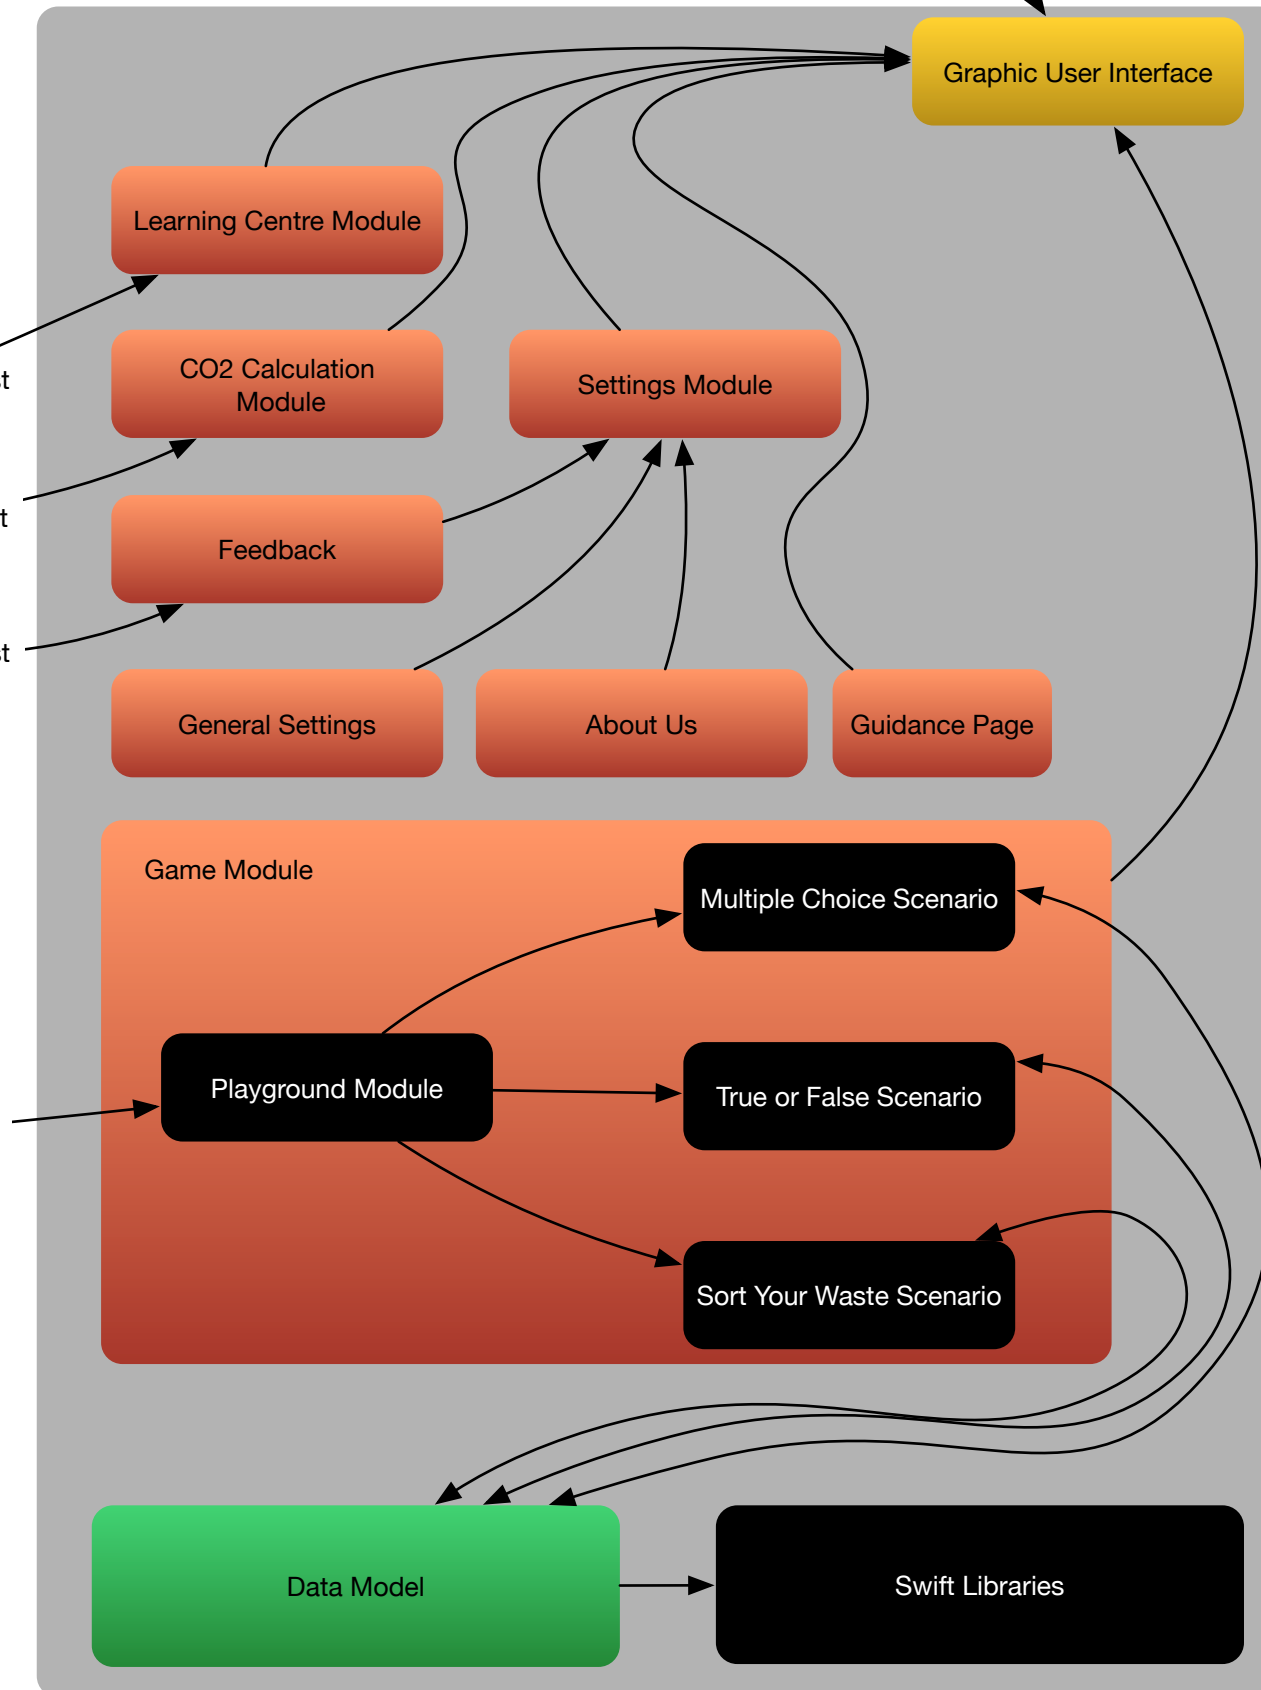 Graphic User Interface
Learning Centre Module
CO2 Calculation
Module
Settings Module
Feedback
General Settings
About Us
Guidance Page
Game Module
Multiple Choice Scenario
Playground Module
True or False Scenario
Sort Your Waste Scenario
Data Model
Swift Libraries